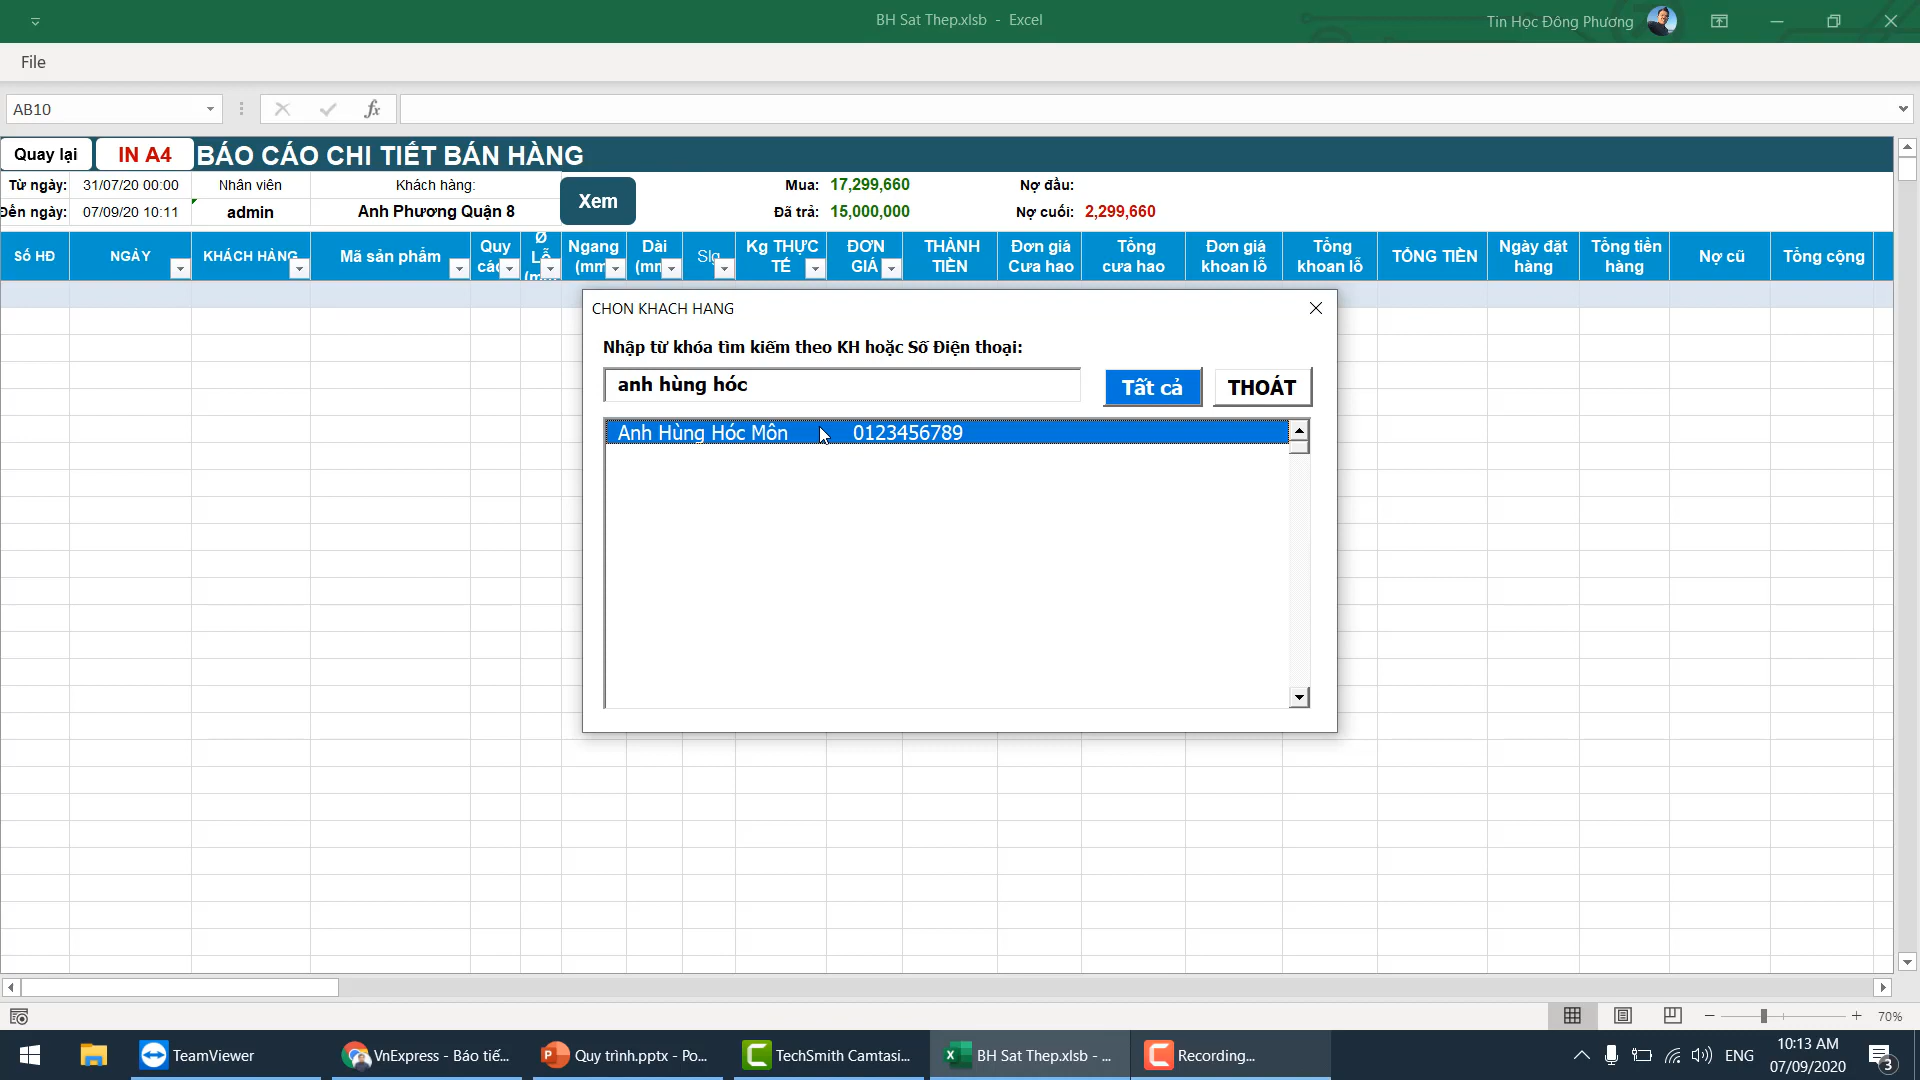 BH Sat Thep.xlsb - Excel
Tin Học Đông Phương
File
AB10
fx
Quay lại
IN A4
BÁO CÁO CHI TIẾT BÁN HÀNG
Từ ngày: 31/07/20 00:00 Nhân viên Khách hàng:
Đến ngày: 07/09/20 10:11 admin Anh Phương Quận 8
Xem
Mua: 17,299,660 Nợ đầu:
Đã trả: 15,000,000 Nợ cuối: 2,299,660
Số HĐ
NGÀY
KHÁCH HÀNG
Mã sản phẩm
Quy
các
Ø
Lỗ
(m
Ngang
(mm
Dài
(mm
Slg
Kg THỰC
TẾ
ĐƠN
GIÁ
THÀNH
TIỀN
Đơn giá
Cưa hao
Tổng
cưa hao
Đơn giá
khoan lỗ
Tổng
khoan lỗ
TỔNG TIỀN
Ngày đặt
hàng
Tổng tiền
hàng
Nợ cũ
Tổng cộng
CHON KHACH HANG
Nhập từ khóa tìm kiếm theo KH hoặc Số Điện thoại:
anh hùng hóc
Tất cả
THOÁT
Anh Hùng Hóc Môn 0123456789
70%
TeamViewer
VnExpress - Báo tiế...
Quy trình.pptx - Po...
TechSmith Camtasi...
BH Sat Thep.xlsb - ...
Recording...
ENG
10:13 AM
07/09/2020
3